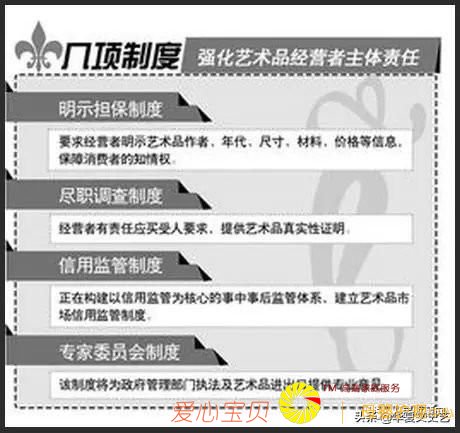 几项制度
强化艺术品经营者主体责任
明示担保制度
要求经营者明示艺术品作者、年代、尺寸、材料、价格等信息,
保障消费者的知情权。
尽职调查制度
经营者有责任应买受人要求,提供艺术品真实性证明。
信用监管制度
正在构建以信用监管为核心的事中事后监管体系、建立艺术品市
场信用监管制度。
专家委员会制度
该制度将为政府管理部门执法及艺术品进出口提供专业意见
爱心宝贝
头条